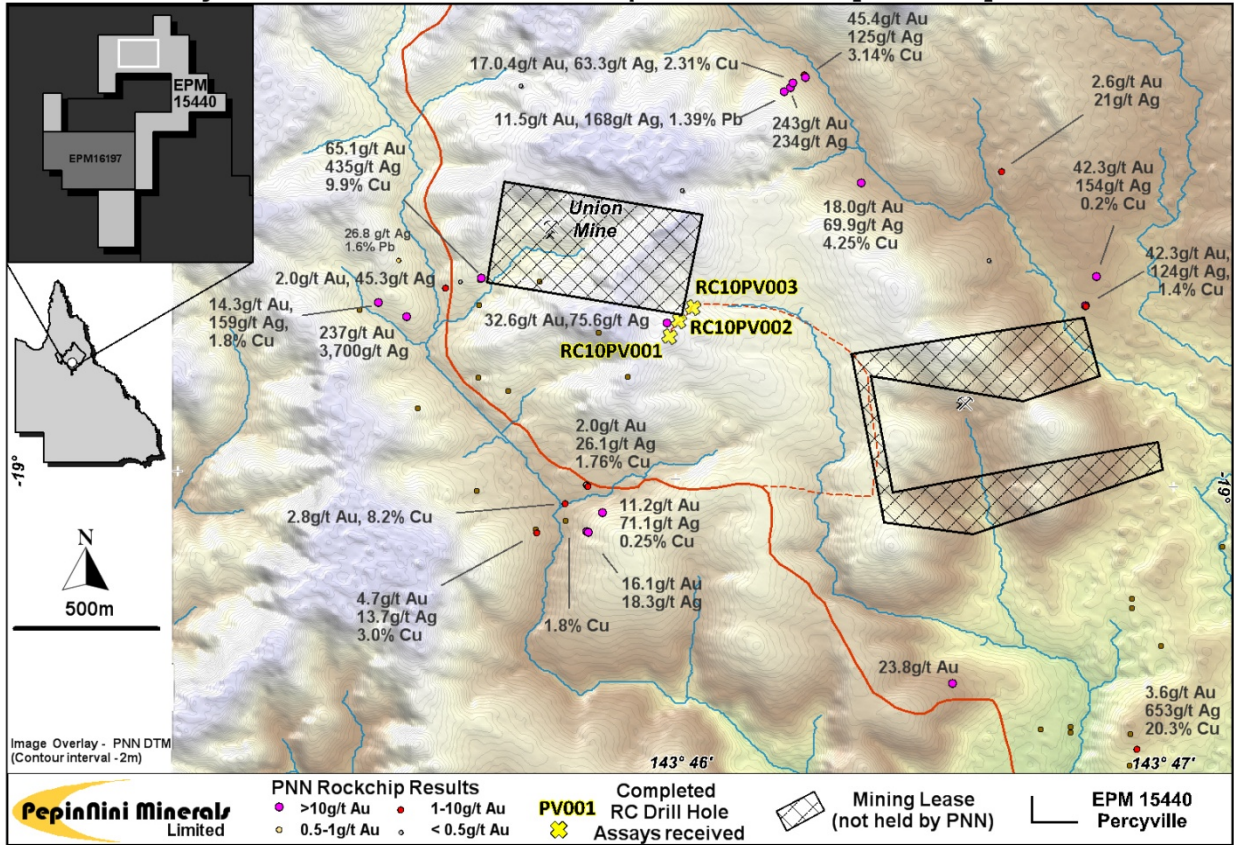 EPM
15440
EPM16197
-19°
N
500m
Image Overlay - PNN DTM
(Contour interval - 2m)
45.4g/t Au
125g/t Ag
3.14% Cu
17.0.4g/t Au, 63.3g/t Ag, 2.31% Cu
2.6g/t Au
21g/t Ag
11.5g/t Au, 168g/t Ag, 1.39% Pb
243g/t Au
234g/t Ag
65.1g/t Au
435g/t Ag
9.9% Cu
42.3g/t Au
154g/t Ag
0.2% Cu
Union
Mine
18.0g/t Au
69.9g/t Ag
4.25% Cu
26.8 g/t Ag
1.6% Pb
42.3g/t Au,
124g/t Ag,
1.4% Cu
2.0g/t Au, 45.3g/t Ag
RC10PV003
14.3g/t Au,
159g/t Ag,
1.8% Cu
237g/t Au
3,700g/t Ag
32.6g/t Au,75.6g/t Ag
RC10PV002
RC10PV001
2.0g/t Au
26.1g/t Ag
1.76% Cu
-19°
2.8g/t Au, 8.2% Cu
11.2g/t Au
71.1g/t Ag
0.25% Cu
16.1g/t Au
18.3g/t Ag
4.7g/t Au
13.7g/t Ag
3.0% Cu
1.8% Cu
23.8g/t Au
3.6g/t Au
653g/t Ag
20.3% Cu
143° 46'
143° 47'
PepinNini Minerals
Limited
PNN Rockchip Results
>10g/t Au
1-10g/t Au
0.5-1g/t Au
< 0.5g/t Au
PV001
Completed
RC Drill Hole
Assays received
Mining Lease
(not held by PNN)
EPM 15440
Percyville